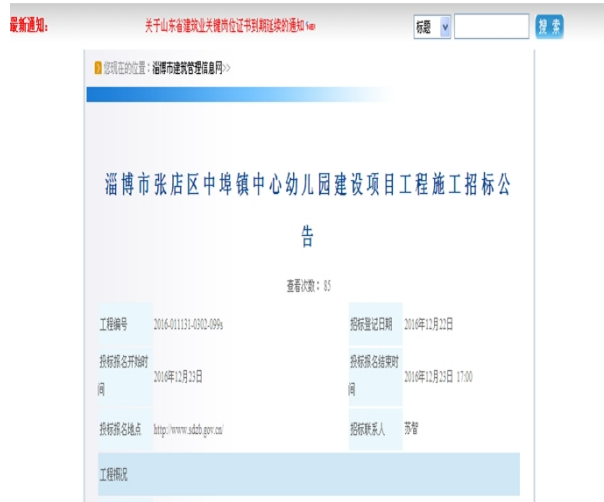 最新通知: 关于山东省建筑业关键岗位证书到期延续的通知 标题 搜 索
您现在的位置：淄博市建筑管理信息网>>
淄博市张店区中埠镇中心幼儿园建设项目工程施工招标公
告
查看次数：85
工程编号 2016-011131-0302-099s 招标登记日期 2016年12月22日
投标报名开始时间 2016年12月23日 投标报名结束时间 2016年12月23日 17:00
投标报名地点 http://www.sdzb.gov.cn/ 招标联系人 苏智
工程概况